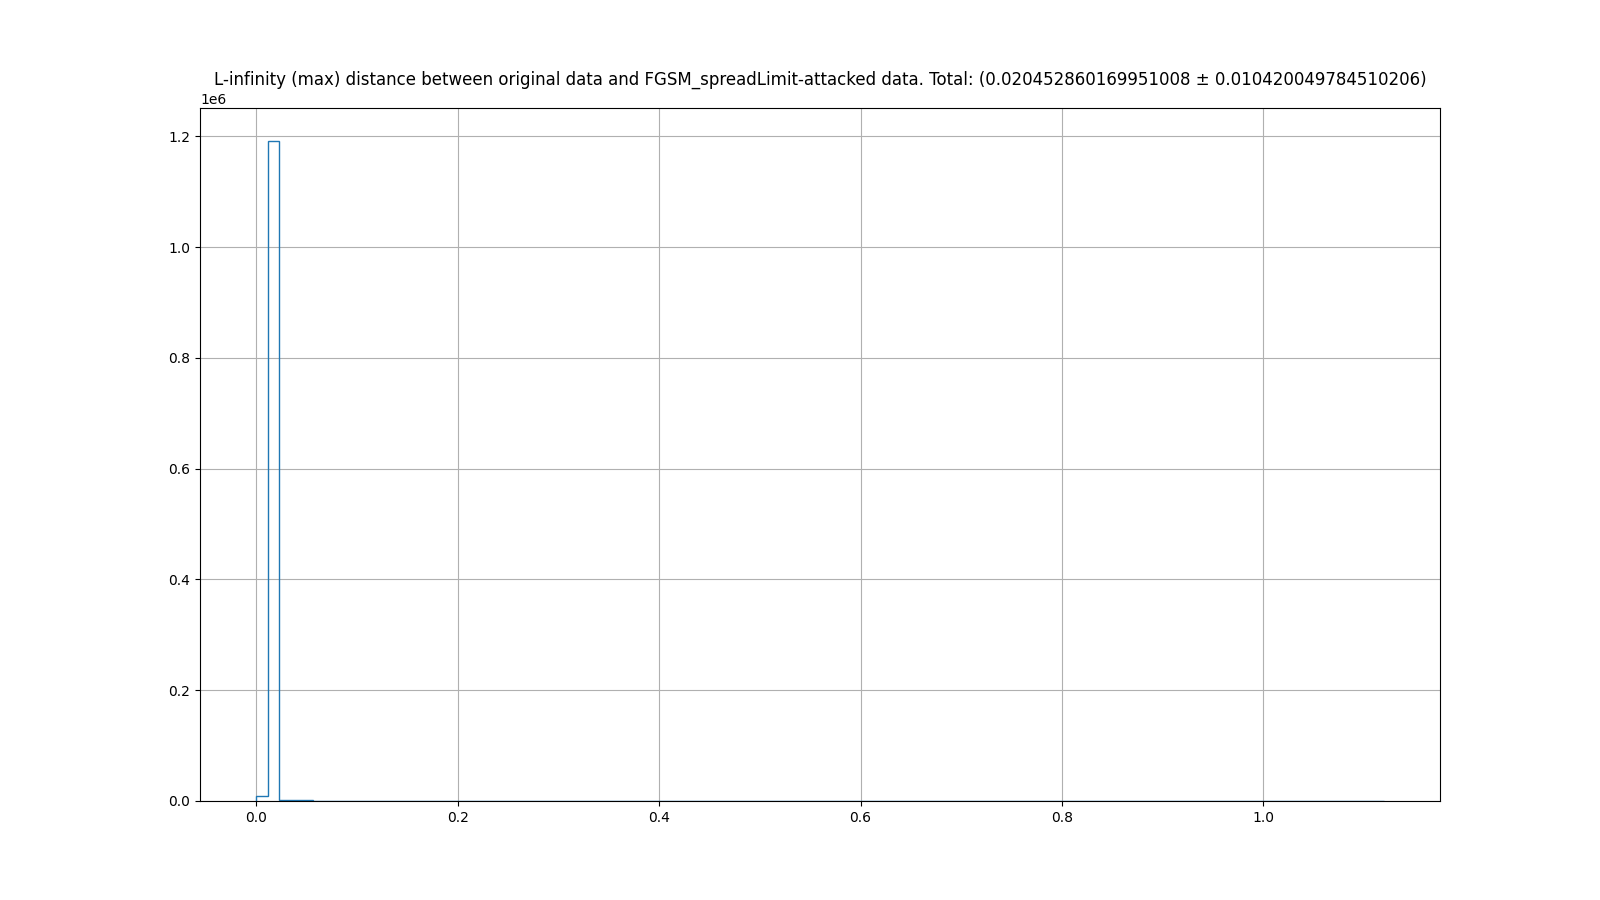 L-infinity (max) distance between original data and FGSM_spreadLimit-attacked data. Total: (0.020452860169951008 ± 0.010420049784510206)
1e6
1.2
1.0
0.8
0.6
0.4
0.2
0.0
0.0 0.2 0.4 0.6 0.8 1.0